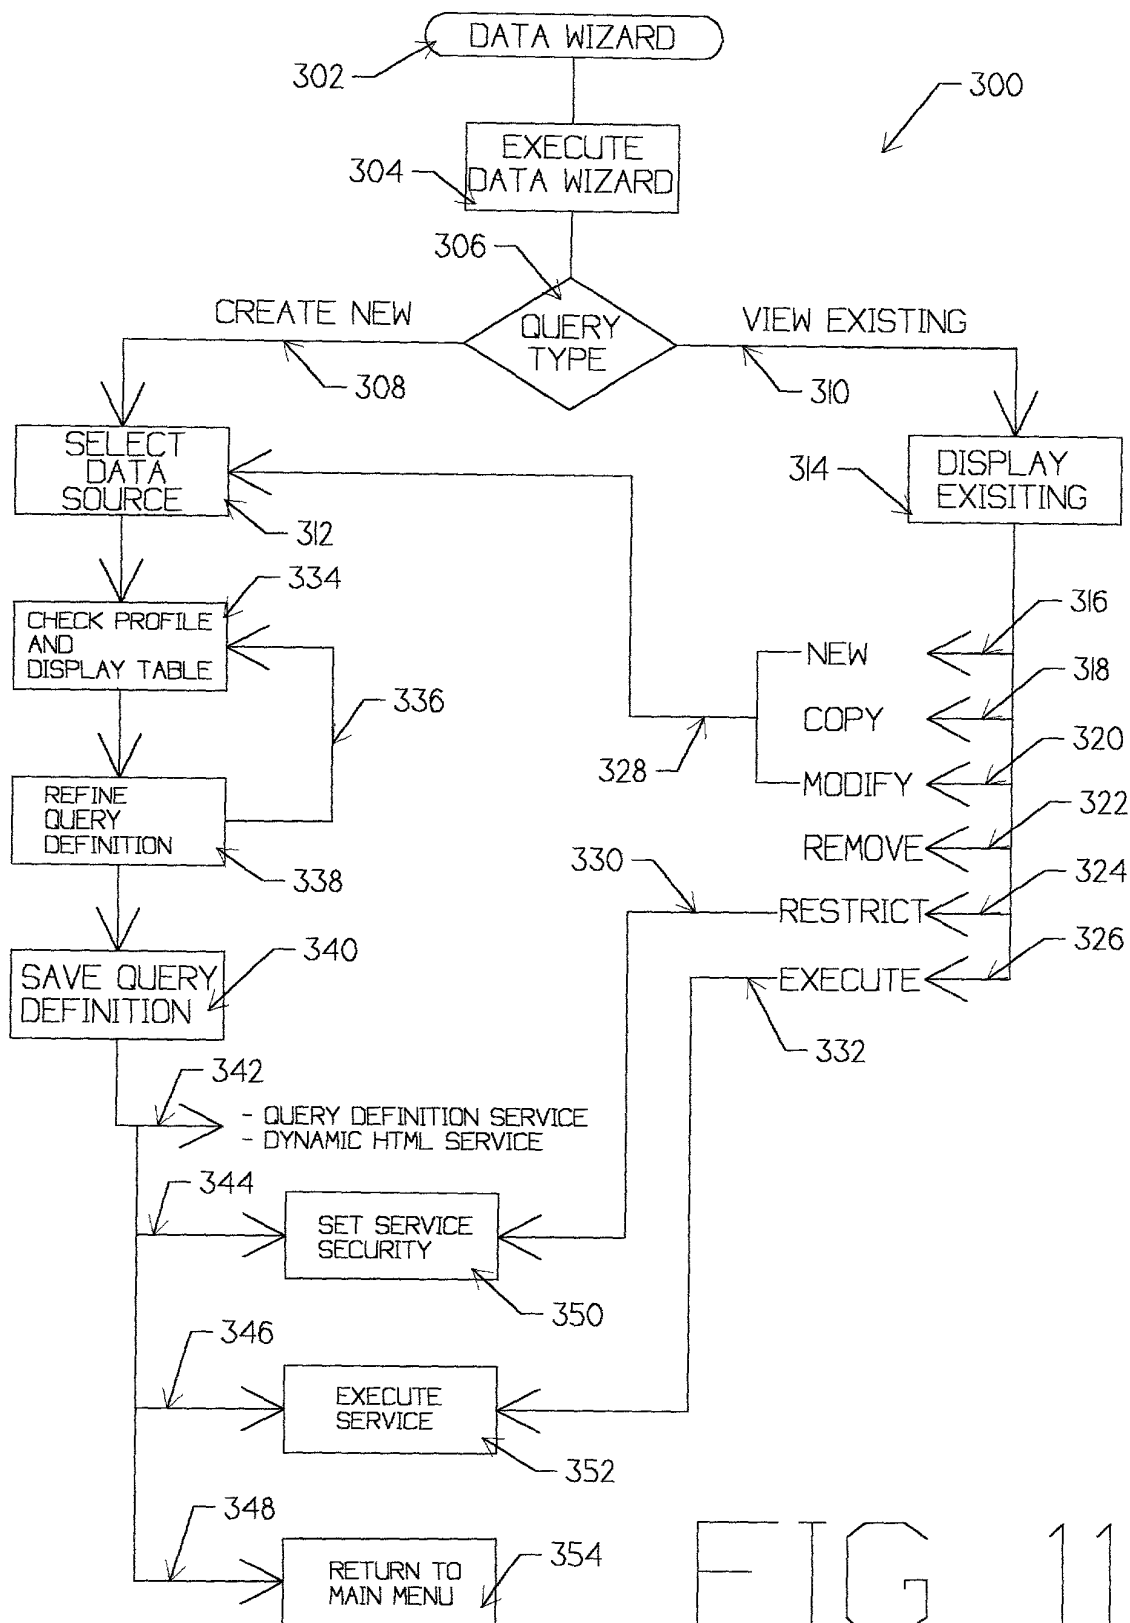 DATA WIZARD
302
300
EXECUTE
DATA WIZARD
304
306
QUERY
TYPE
CREATE NEW
VIEW EXISTING
308
310
SELECT
DATA
SOURCE
312
314
DISPLAY
EXISITING
334
CHECK PROFILE
AND
DISPLAY TABLE
336
316
NEW
318
COPY
320
MODIFY
328
322
REMOVE
REFINE
QUERY
DEFINITION
338
330
324
RESTRICT
326
EXECUTE
332
340
SAVE QUERY
DEFINITION
342
- QUERY DEFINITION SERVICE
- DYNAMIC HTML SERVICE
344
SET SERVICE
SECURITY
350
346
EXECUTE
SERVICE
352
348
RETURN TO
MAIN MENU
354
FIG 11